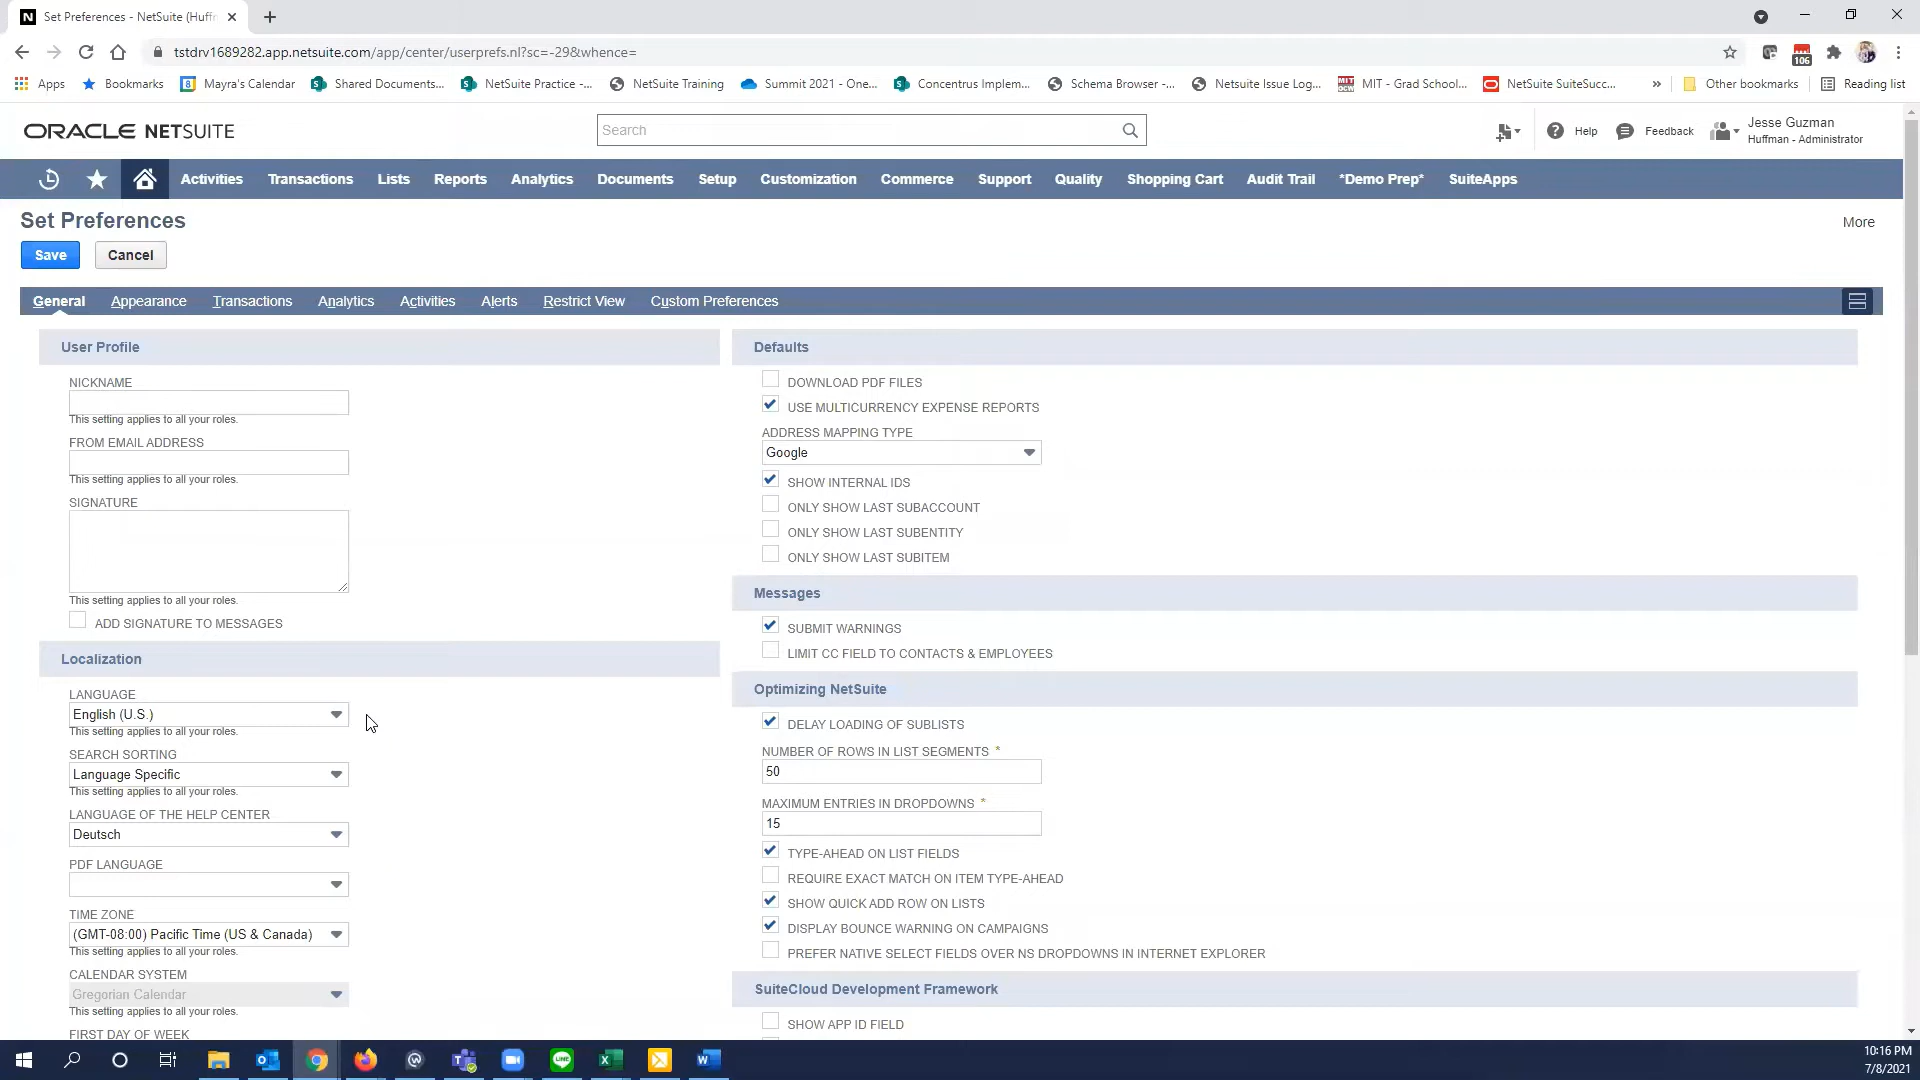 Set Preferences - NetSuite (Huffm
tstdrv1689282.app.netsuite.com/app/center/userprefs.nl?sc=-29&whence=
106
Apps Bookmarks 8 Mayra's Calendar Shared Documents... NetSuite Practice -... NetSuite Training Summit 2021 - One... Concentrus Implem... Schema Browser -... Netsuite Issue Log... MIT - Grad School... NetSuite SuiteSucc... » Other bookmarks Reading list
ORACLE NETSUITE
Search
Help
Feedback
Jesse Guzman
Huffman - Administrator
Activities Transactions Lists Reports Analytics Documents Setup Customization Commerce Support Quality Shopping Cart Audit Trail *Demo Prep* SuiteApps
Set Preferences
More
Save Cancel
General Appearance Transactions Analytics Activities Alerts Restrict View Custom Preferences
User Profile
NICKNAME
This setting applies to all your roles.
FROM EMAIL ADDRESS
This setting applies to all your roles.
SIGNATURE
This setting applies to all your roles.
ADD SIGNATURE TO MESSAGES
Localization
LANGUAGE
English (U.S.)
This setting applies to all your roles.
SEARCH SORTING
Language Specific
This setting applies to all your roles.
LANGUAGE OF THE HELP CENTER
Deutsch
PDF LANGUAGE
TIME ZONE
(GMT-08:00) Pacific Time (US & Canada)
This setting applies to all your roles.
CALENDAR SYSTEM
Gregorian Calendar
This setting applies to all your roles.
FIRST DAY OF WEEK
Defaults
DOWNLOAD PDF FILES
USE MULTICURRENCY EXPENSE REPORTS
ADDRESS MAPPING TYPE
Google
SHOW INTERNAL IDS
ONLY SHOW LAST SUBACCOUNT
ONLY SHOW LAST SUBENTITY
ONLY SHOW LAST SUBITEM
Messages
SUBMIT WARNINGS
LIMIT CC FIELD TO CONTACTS & EMPLOYEES
Optimizing NetSuite
DELAY LOADING OF SUBLISTS
NUMBER OF ROWS IN LIST SEGMENTS *
50
MAXIMUM ENTRIES IN DROPDOWNS *
15
TYPE-AHEAD ON LIST FIELDS
REQUIRE EXACT MATCH ON ITEM TYPE-AHEAD
SHOW QUICK ADD ROW ON LISTS
DISPLAY BOUNCE WARNING ON CAMPAIGNS
PREFER NATIVE SELECT FIELDS OVER NS DROPDOWNS IN INTERNET EXPLORER
SuiteCloud Development Framework
SHOW APP ID FIELD
10:16 PM
7/8/2021